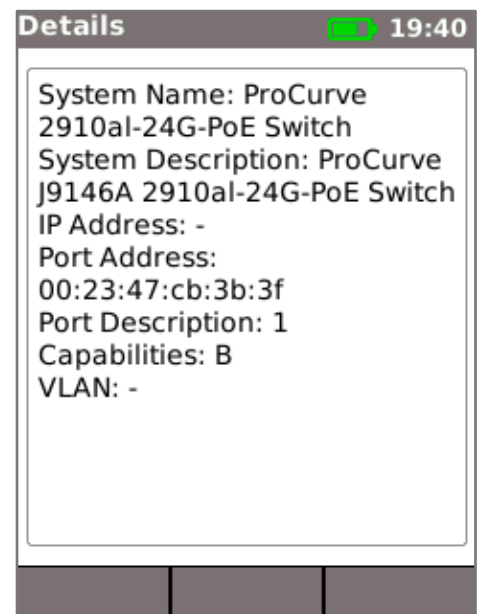 Details
19:40
System Name: ProCurve
2910al-24G-PoE Switch
System Description: ProCurve
J9146A 2910al-24G-PoE Switch
IP Address: -
Port Address:
00:23:47:cb:3b:3f
Port Description: 1
Capabilities: B
VLAN: -